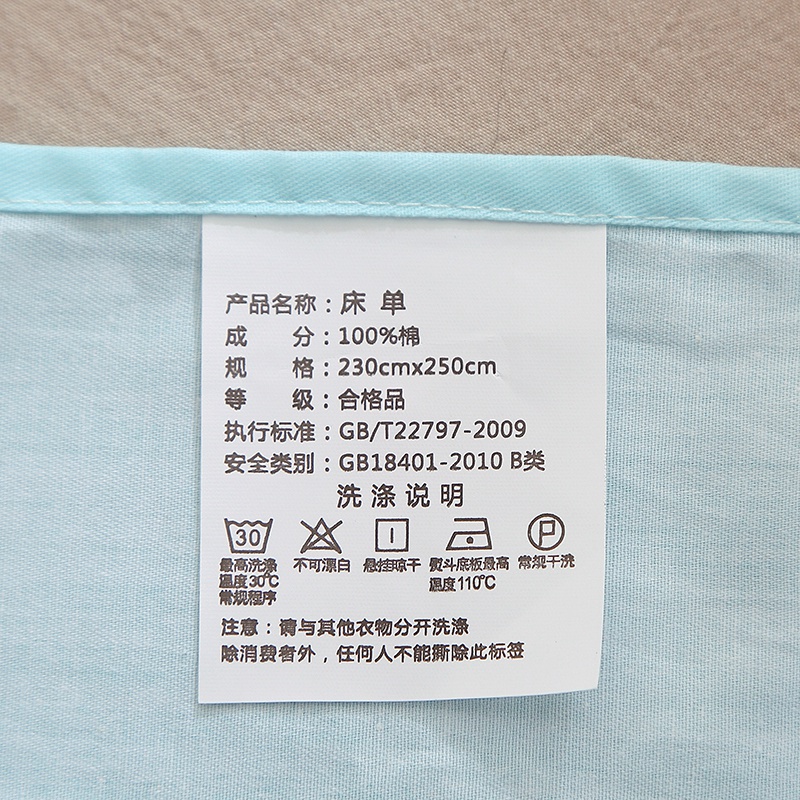 产品名称：床 单
成 分：100%棉
规 格：230cmx250cm
等 级：合格品
执行标准：GB/T22797-2009
安全类别：GB18401-2010 B类
洗涤说明
30 P
最高洗涤 不可漂白 悬挂晾干 熨斗底板最高 常规干洗
温度30℃ 温度110℃
常规程序
注意：请与其他衣物分开洗涤
除消费者外，任何人不能撕除此标签